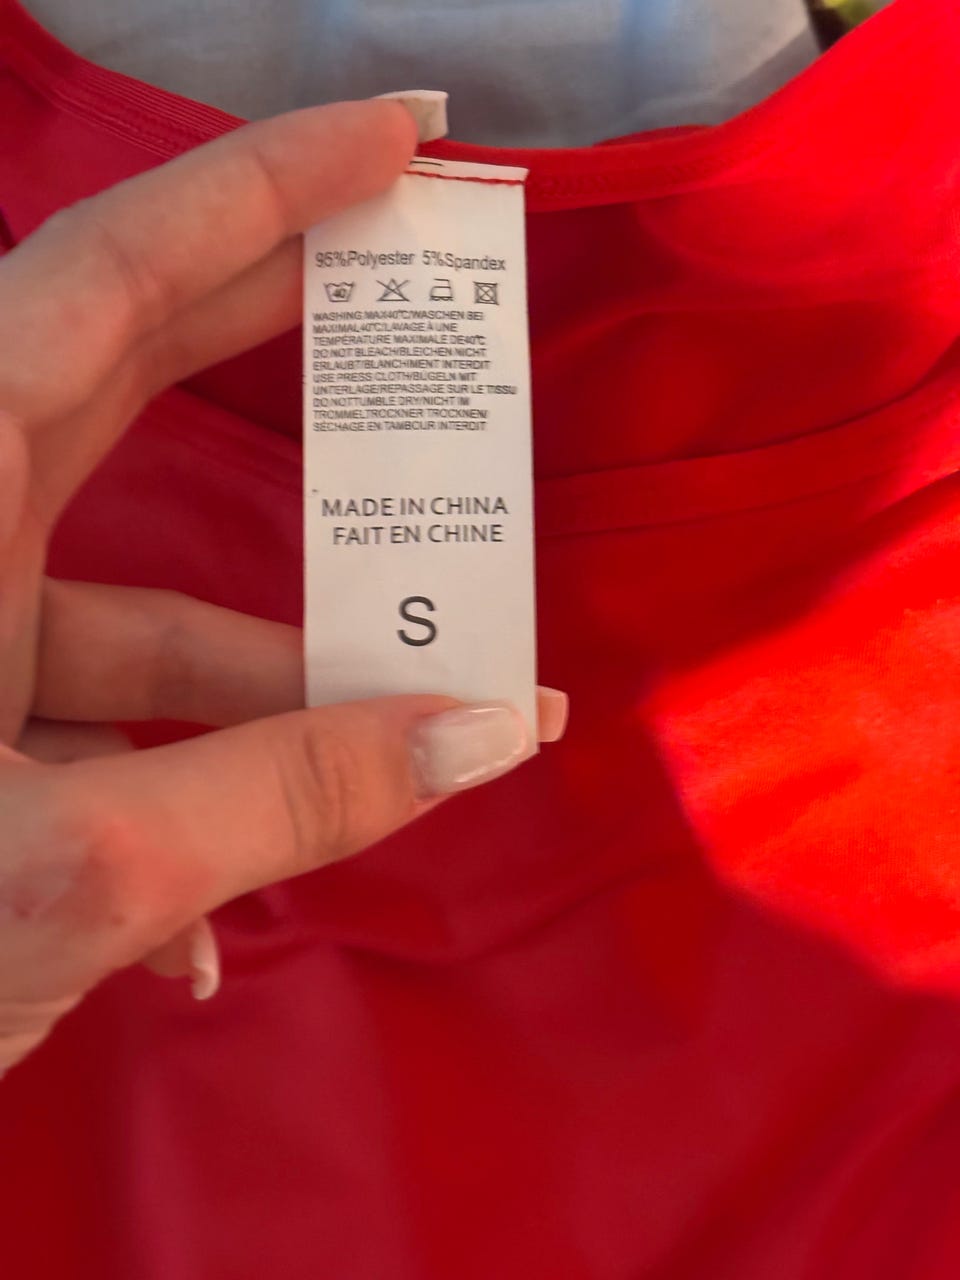 95%Polyester 5%Spandex
40
WASHING MAX40℃/WASCHEN BEI
MAXIMAL40℃/LAVAGE À UNE
TEMPÉRATURE MAXIMALE DE40℃
DO NOT BLEACH/BLEICHEN NICHT
ERLAUBT/BLANCHIMENT INTERDIT
USE PRESS CLOTH/BÜGELN MIT
UNTERLAGE/REPASSAGE SUR LE TISSU
DO NOTTUMBLE DRY/NICHT IM
TROMMELTROCKNER TROCKNEN/
SÉCHAGE EN TAMBOUR INTERDIT
MADE IN CHINA
FAIT EN CHINE
S